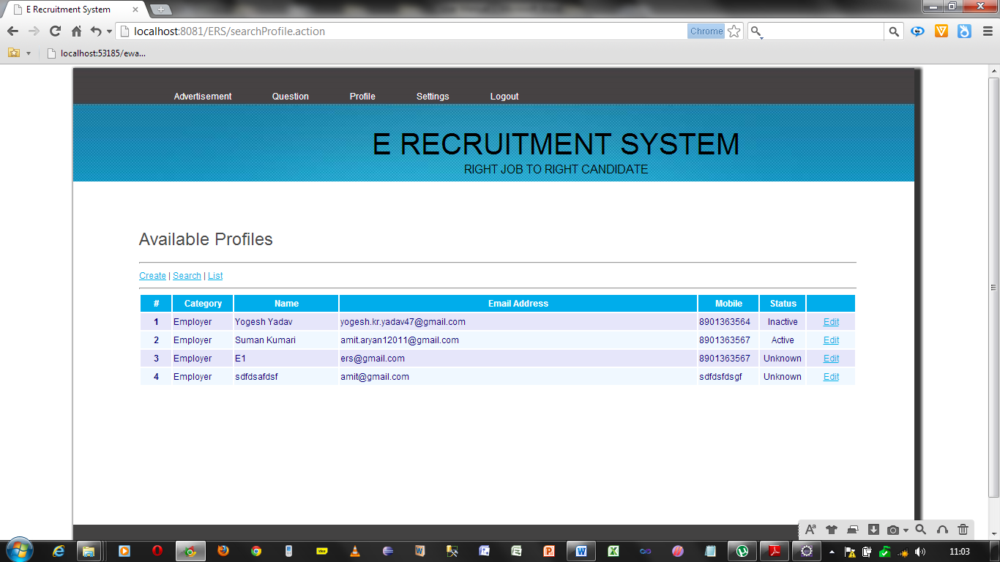 E Recruitment System
localhost:8081/ERS/searchProfile.action
Chrome
localhost:53185/ewa...
Advertisement Question Profile Settings Logout
E RECRUITMENT SYSTEM
RIGHT JOB TO RIGHT CANDIDATE
Available Profiles
Create | Search | List
# Category Name Email Address Mobile Status
1 Employer Yogesh Yadav yogesh.kr.yadav47@gmail.com 8901363564 Inactive Edit
2 Employer Suman Kumari amit.aryan12011@gmail.com 8901363567 Active Edit
3 Employer E1 ers@gmail.com 8901363567 Unknown Edit
4 Employer sdfdsafdsf amit@gmail.com sdfdsfdsgf Unknown Edit
11:03